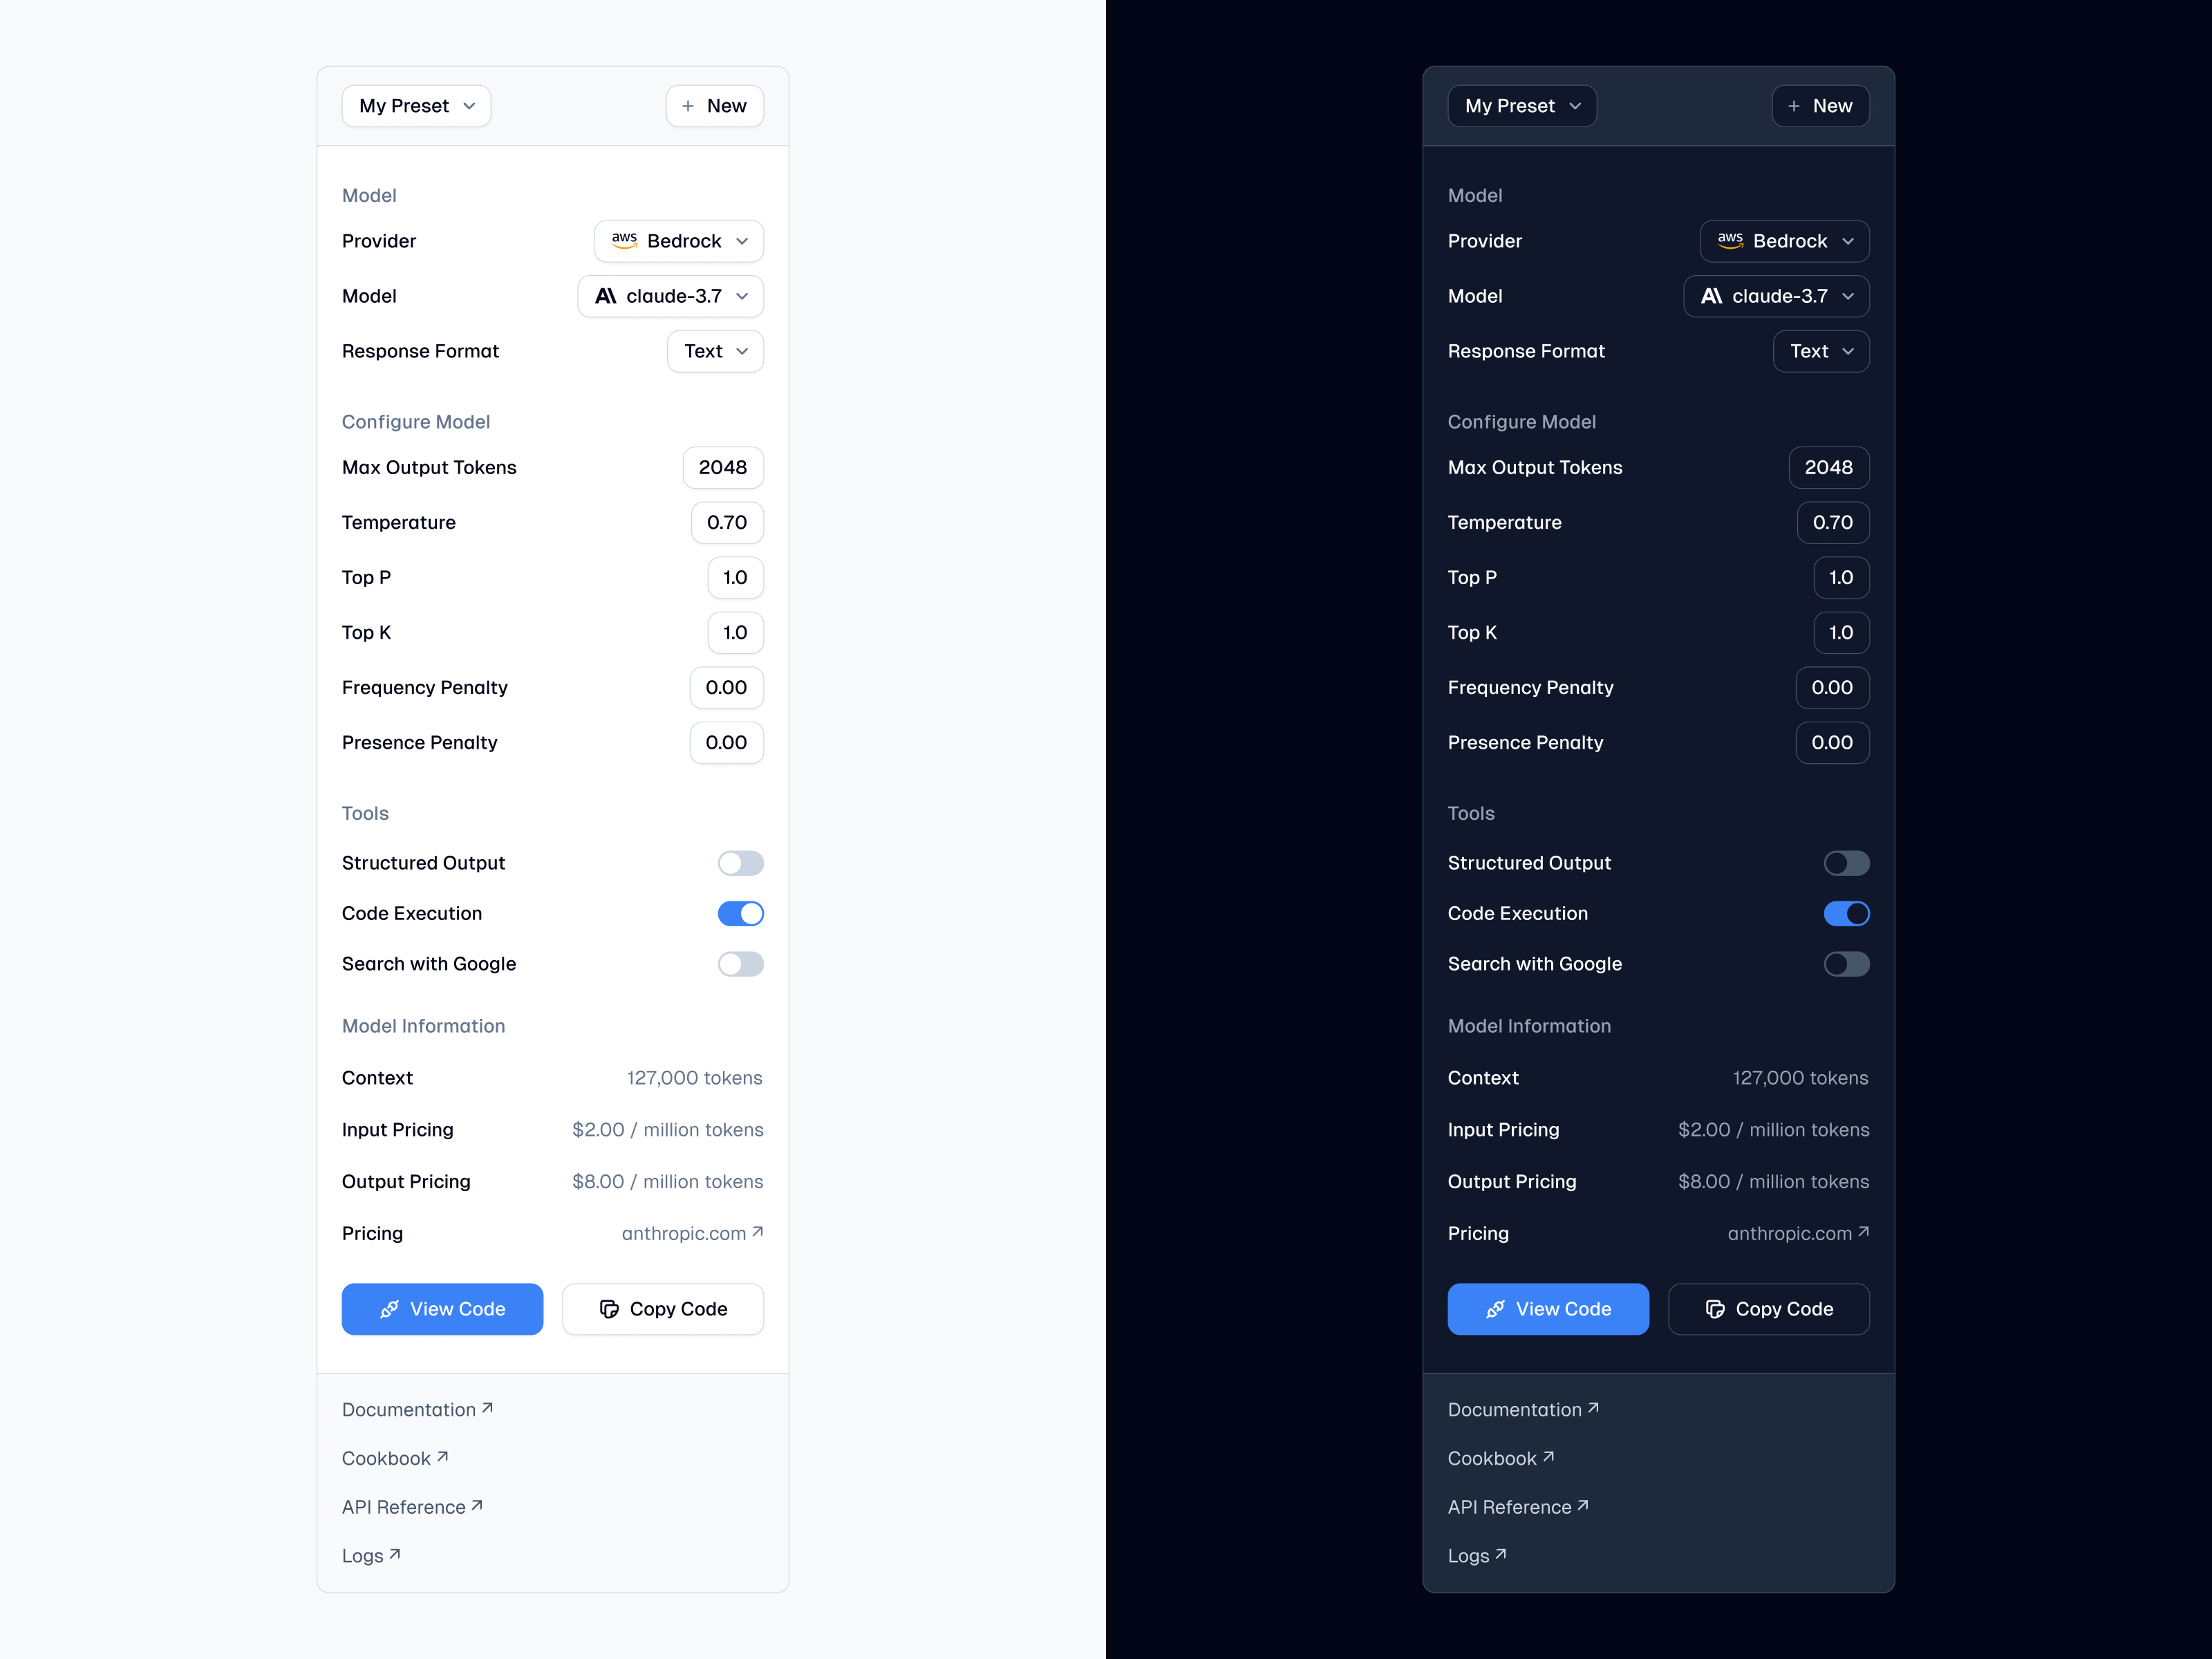 My Preset New
Model
Provider aws Bedrock
Model A\ claude-3.7
Response Format Text
Configure Model
Max Output Tokens 2048
Temperature 0.70
Top P 1.0
Top K 1.0
Frequency Penalty 0.00
Presence Penalty 0.00
Tools
Structured Output
Code Execution
Search with Google
Model Information
Context 127,000 tokens
Input Pricing $2.00 / million tokens
Output Pricing $8.00 / million tokens
Pricing anthropic.com
View Code Copy Code
Documentation
Cookbook
API Reference
Logs
My Preset New
Model
Provider aws Bedrock
Model A\ claude-3.7
Response Format Text
Configure Model
Max Output Tokens 2048
Temperature 0.70
Top P 1.0
Top K 1.0
Frequency Penalty 0.00
Presence Penalty 0.00
Tools
Structured Output
Code Execution
Search with Google
Model Information
Context 127,000 tokens
Input Pricing $2.00 / million tokens
Output Pricing $8.00 / million tokens
Pricing anthropic.com
View Code Copy Code
Documentation
Cookbook
API Reference
Logs